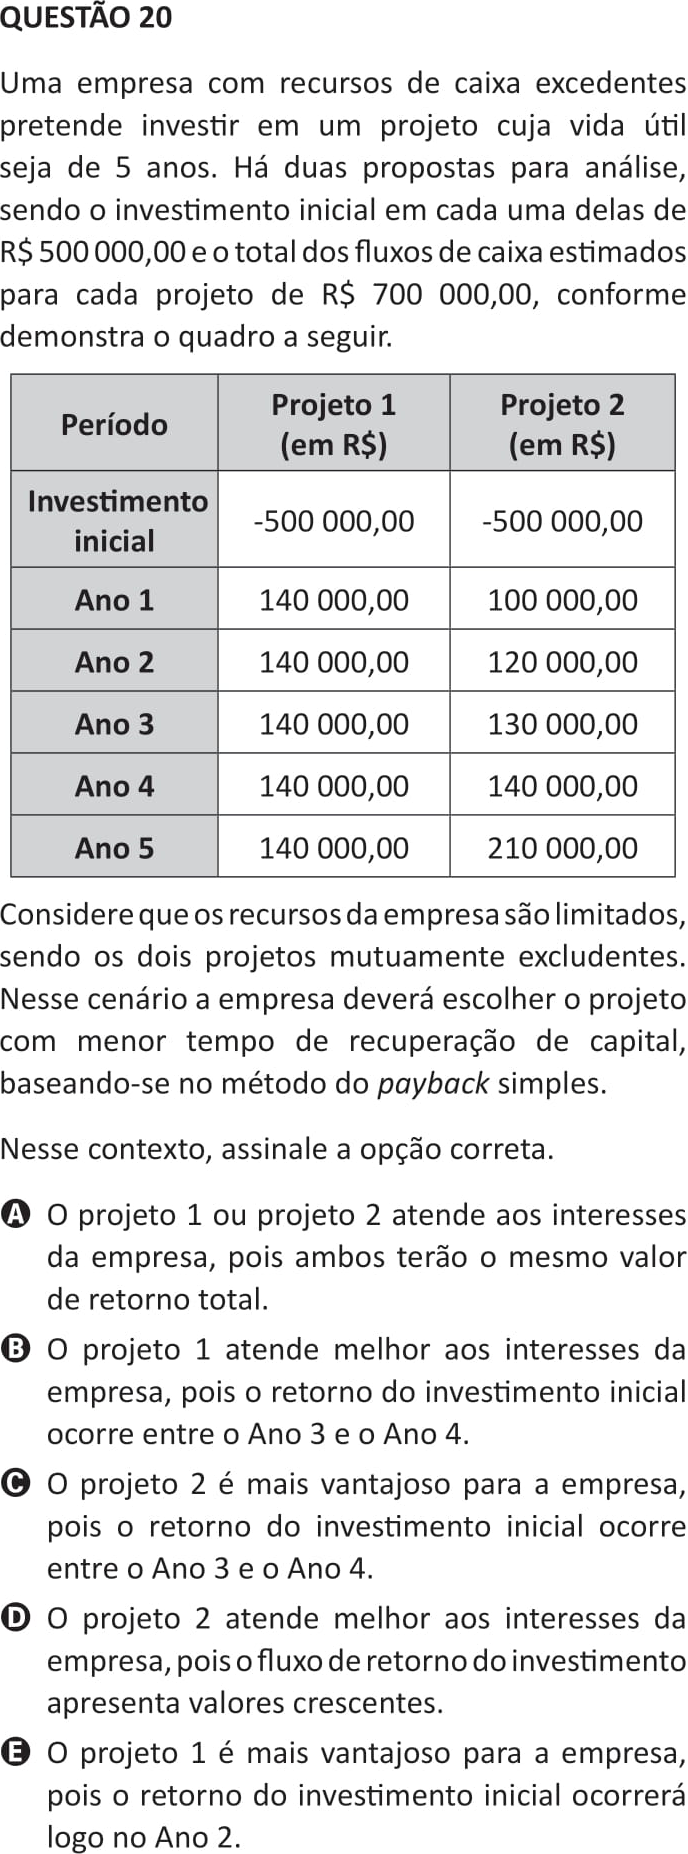 QUESTÃO 20
Uma empresa com recursos de caixa excedentes
pretende investir em um projeto cuja vida útil
seja de 5 anos. Há duas propostas para análise,
sendo o investimento inicial em cada uma delas de
R$ 500 000,00 e o total dos fluxos de caixa estimados
para cada projeto de R$ 700 000,00, conforme
demonstra o quadro a seguir.
Período Projeto 1 (em R$) Projeto 2 (em R$)
Investimento inicial -500 000,00 -500 000,00
Ano 1 140 000,00 100 000,00
Ano 2 140 000,00 120 000,00
Ano 3 140 000,00 130 000,00
Ano 4 140 000,00 140 000,00
Ano 5 140 000,00 210 000,00
Considere que os recursos da empresa são limitados,
sendo os dois projetos mutuamente excludentes.
Nesse cenário a empresa deverá escolher o projeto
com menor tempo de recuperação de capital,
baseando-se no método do payback simples.
Nesse contexto, assinale a opção correta.
A O projeto 1 ou projeto 2 atende aos interesses
da empresa, pois ambos terão o mesmo valor
de retorno total.
B O projeto 1 atende melhor aos interesses da
empresa, pois o retorno do investimento inicial
ocorre entre o Ano 3 e o Ano 4.
C O projeto 2 é mais vantajoso para a empresa,
pois o retorno do investimento inicial ocorre
entre o Ano 3 e o Ano 4.
D O projeto 2 atende melhor aos interesses da
empresa, pois o fluxo de retorno do investimento
apresenta valores crescentes.
E O projeto 1 é mais vantajoso para a empresa,
pois o retorno do investimento inicial ocorrerá
logo no Ano 2.